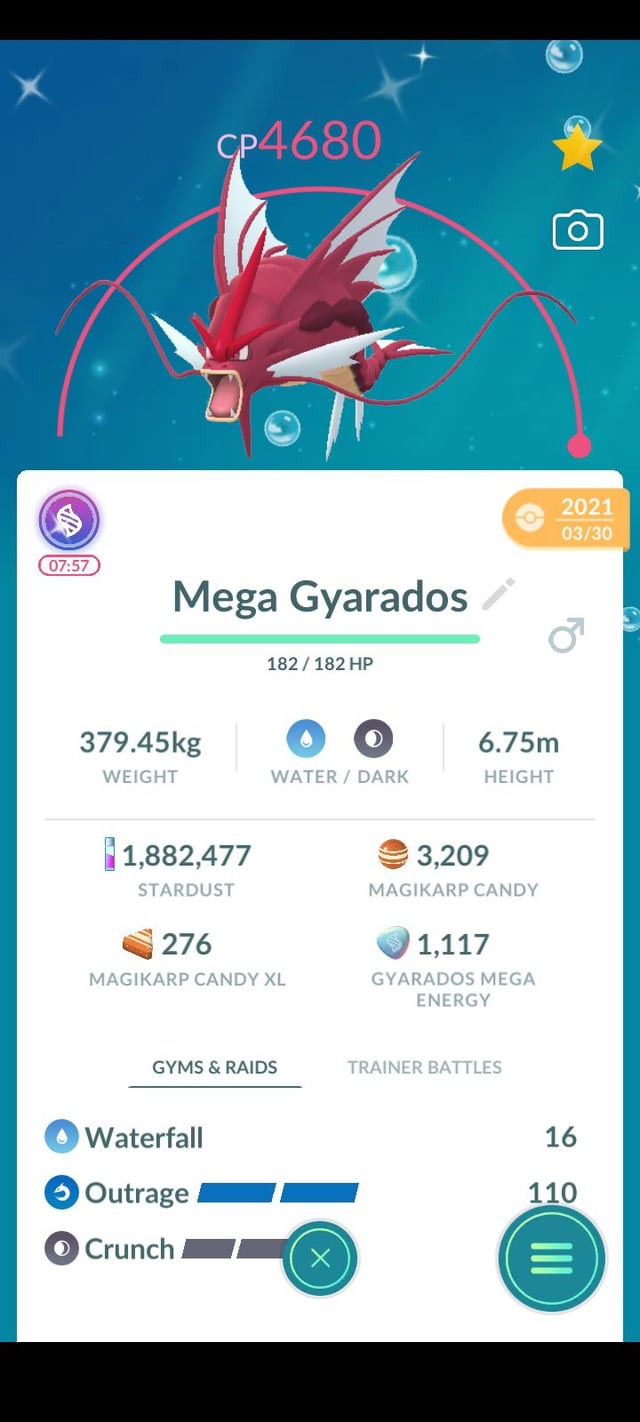 CP4680
2021
03/30
07:57
Mega Gyarados
182 / 182 HP
379.45kg
WEIGHT
WATER / DARK
6.75m
HEIGHT
1,882,477
STARDUST
3,209
MAGIKARP CANDY
276
MAGIKARP CANDY XL
1,117
GYARADOS MEGA
ENERGY
GYMS & RAIDS
TRAINER BATTLES
Waterfall 16
Outrage 110
Crunch